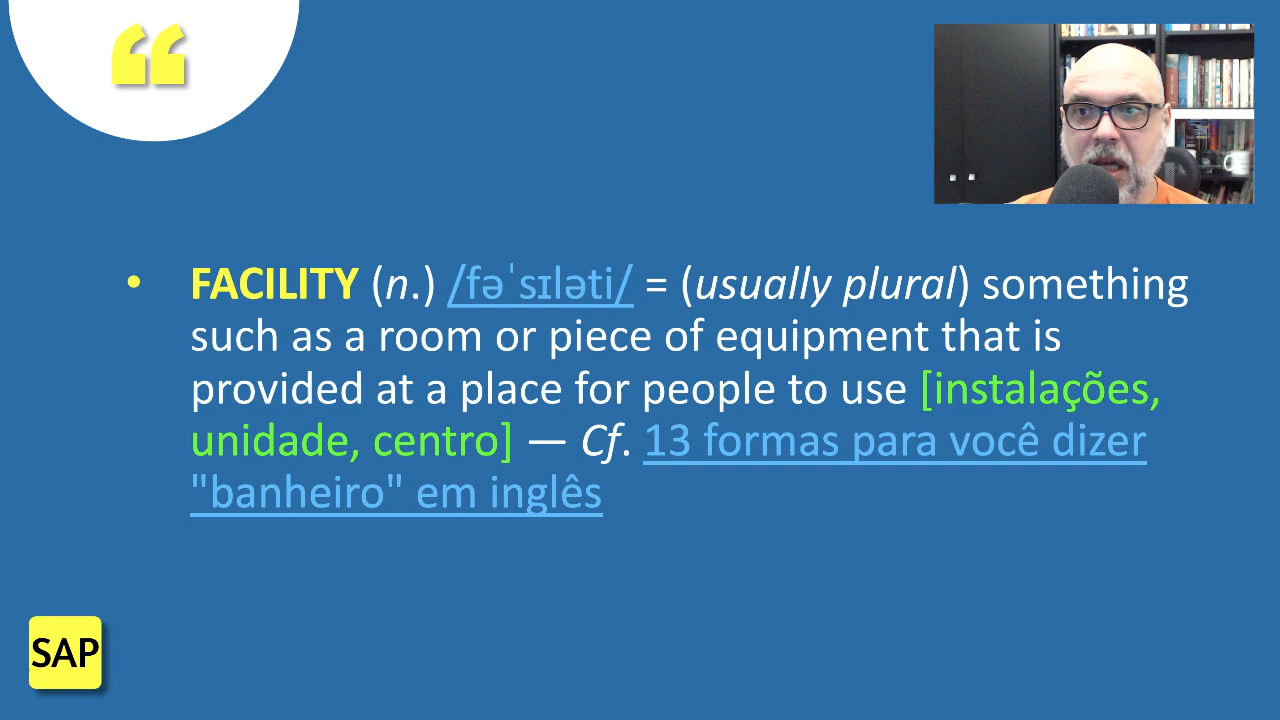 “
• FACILITY (n.) /fəˈsɪləti/ = (usually plural) something
such as a room or piece of equipment that is
provided at a place for people to use [instalações,
unidade, centro] — Cf. 13 formas para você dizer
"banheiro" em inglês
SAP